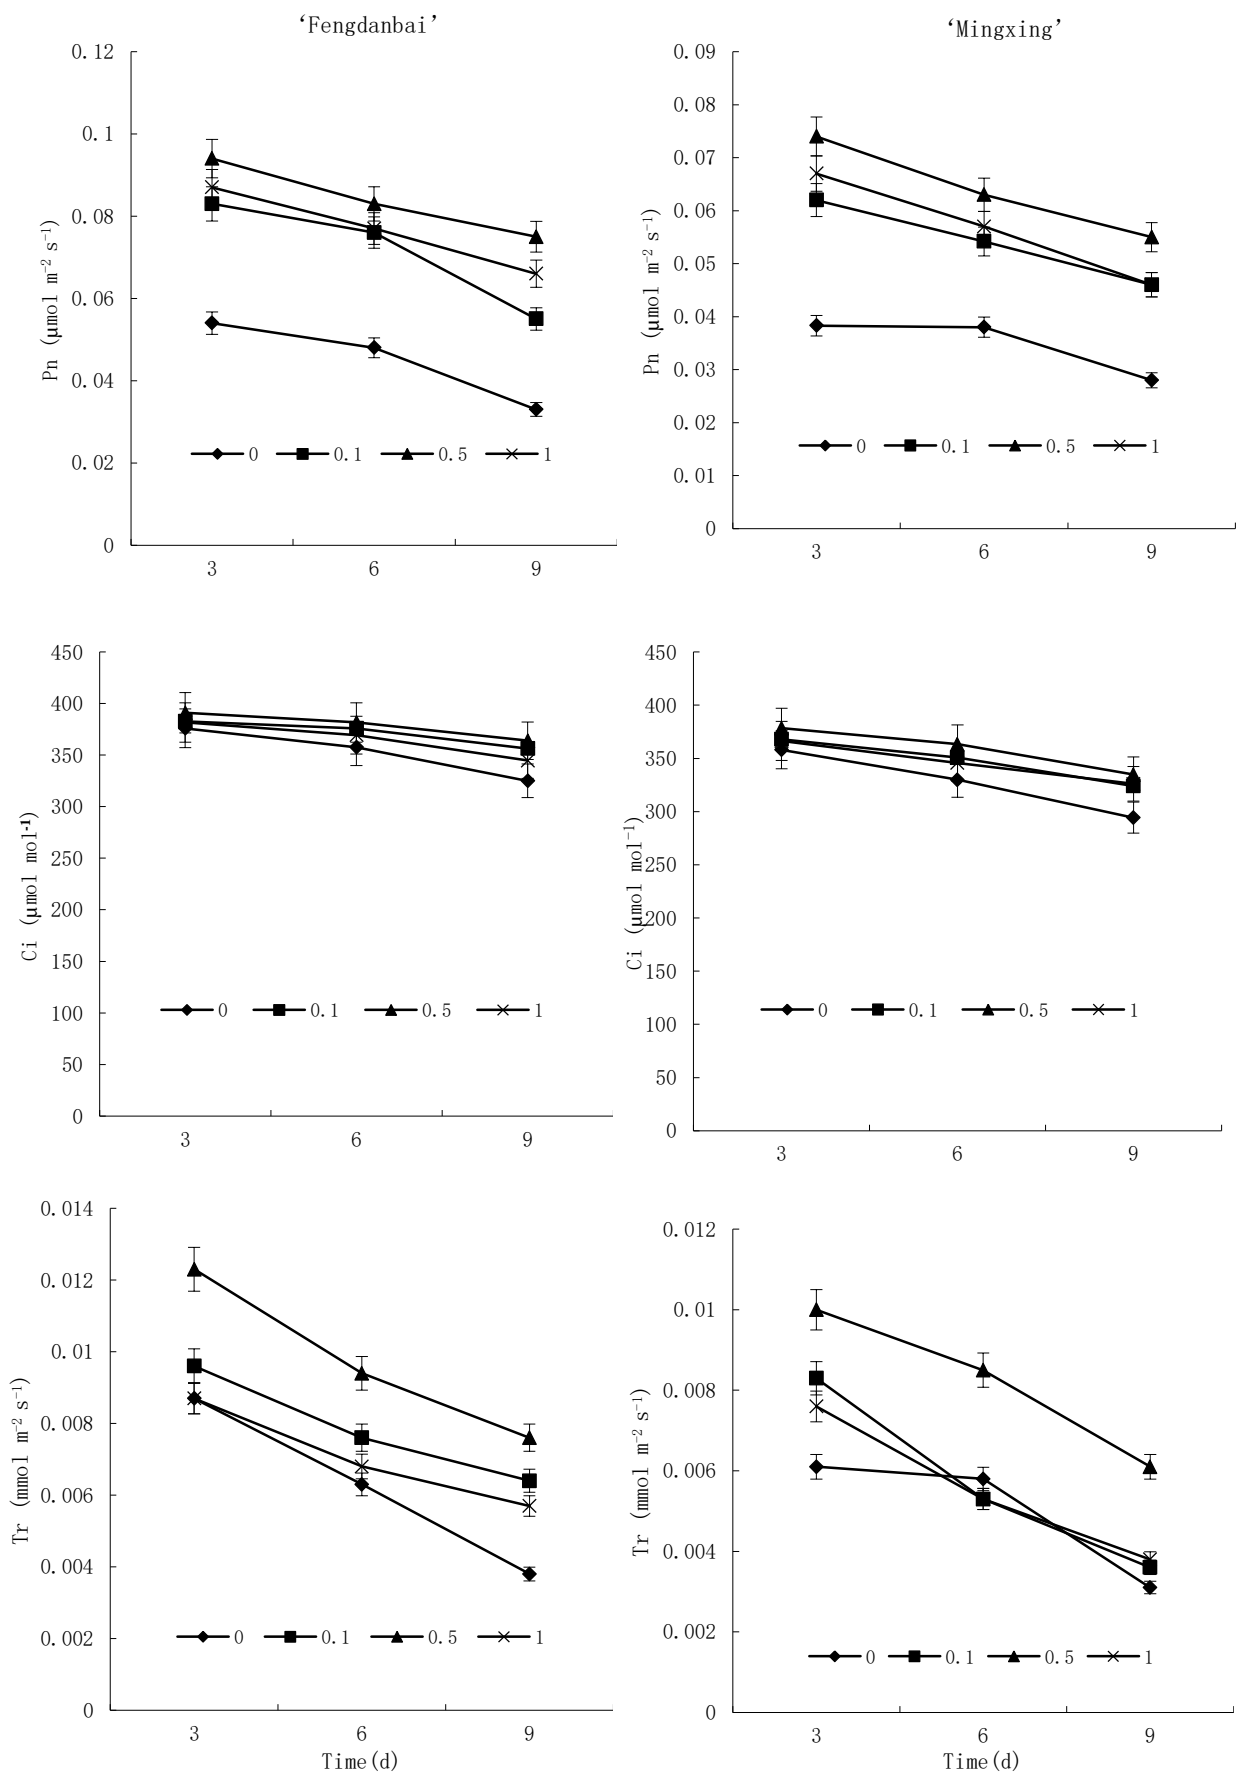 ‘Fengdanbai’
‘Mingxing’
0.12
0.1
0.08
0.06
0.04
0.02
0
Pn (μmol m⁻² s⁻¹)
0 0.1 0.5 1
3 6 9
0.09
0.08
0.07
0.06
0.05
0.04
0.03
0.02
0.01
0
Pn (μmol m⁻² s⁻¹)
0 0.1 0.5 1
3 6 9
450
400
350
300
250
200
150
100
50
0
Ci (μmol mol⁻¹)
0 0.1 0.5 1
3 6 9
450
400
350
300
250
200
150
100
50
0
Ci (μmol mol⁻¹)
0 0.1 0.5 1
3 6 9
0.014
0.012
0.01
0.008
0.006
0.004
0.002
0
Tr (mmol m⁻² s⁻¹)
0 0.1 0.5 1
3 6 9
Time(d)
0.012
0.01
0.008
0.006
0.004
0.002
0
Tr (mmol m⁻² s⁻¹)
0 0.1 0.5 1
3 6 9
Time(d)